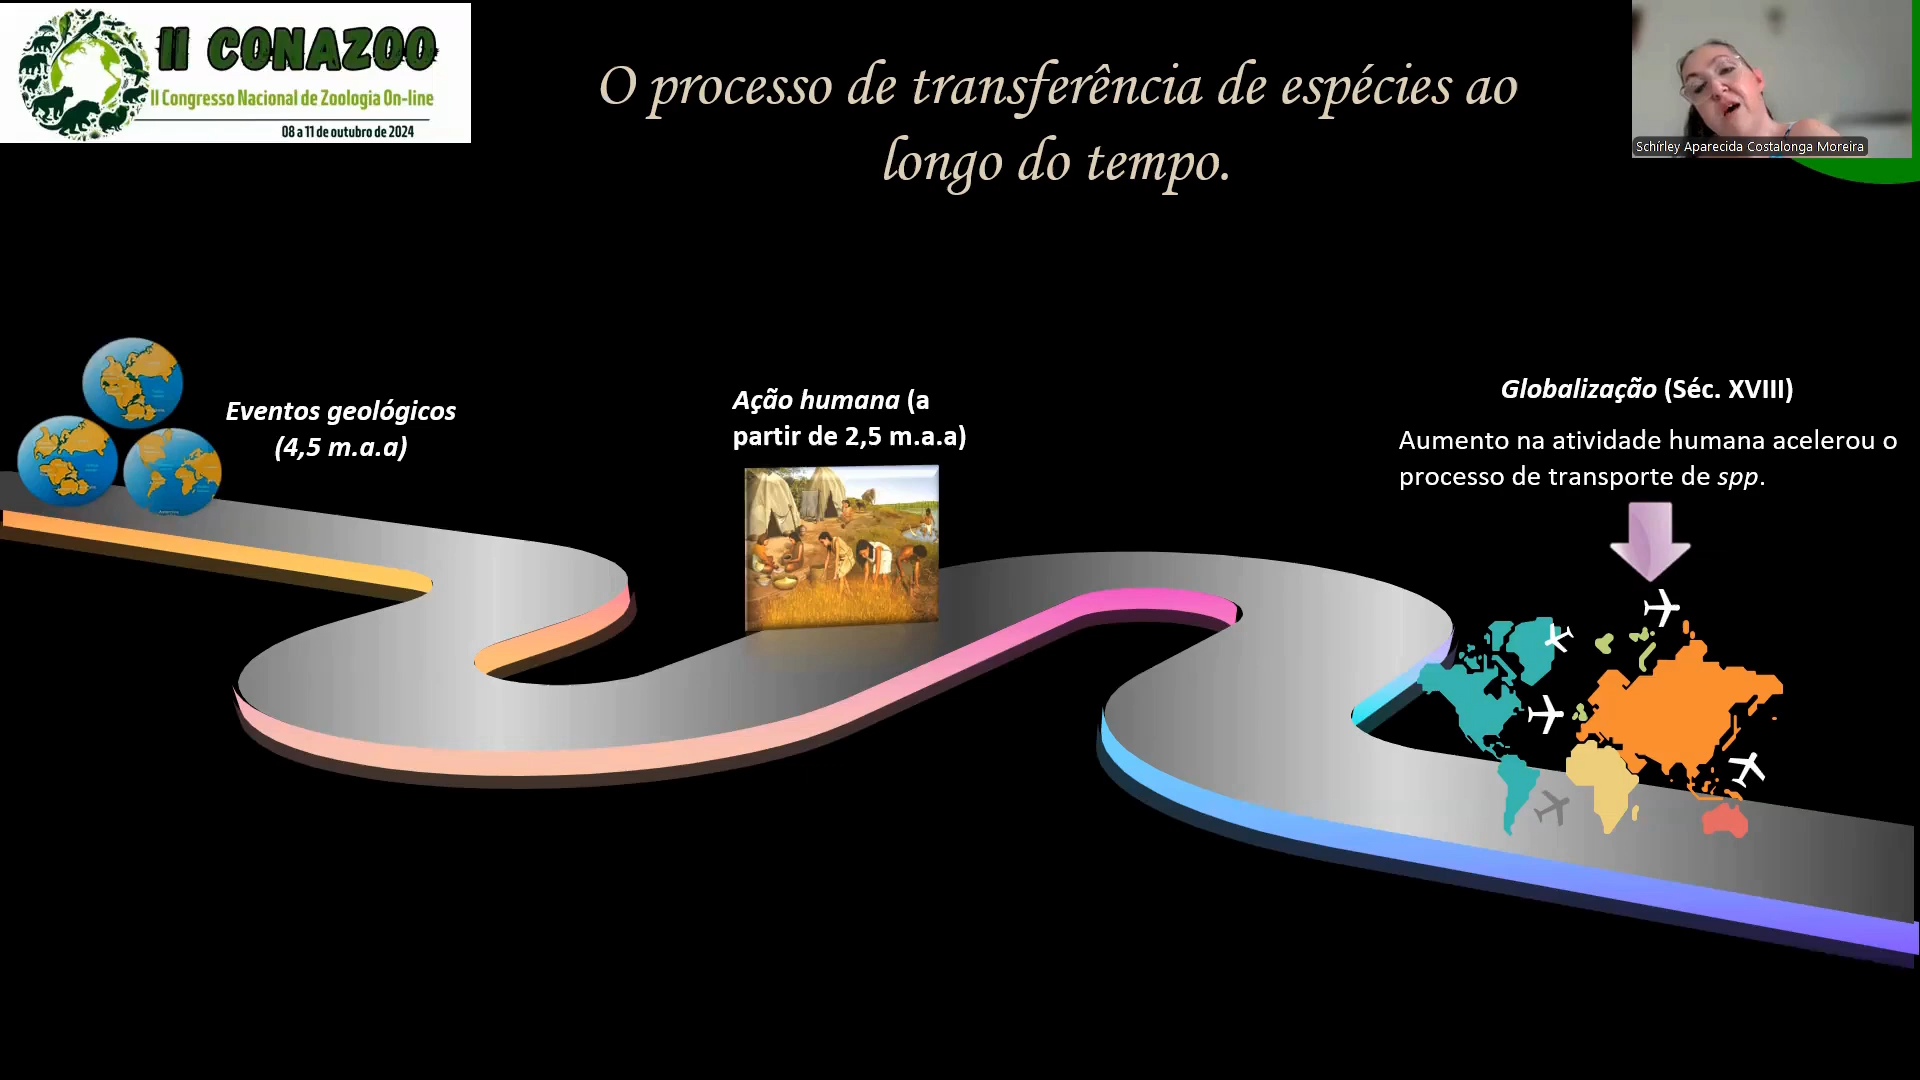 II CONAZOO
II Congresso Nacional de Zoologia On-line
08 a 11 de outubro de 2024
O processo de transferência de espécies ao
longo do tempo.
Schírley Aparecida Costalonga Moreira
Eventos geológicos
(4,5 m.a.a)
Ação humana (a
partir de 2,5 m.a.a)
Globalização (Séc. XVIII)
Aumento na atividade humana acelerou o
processo de transporte de spp.